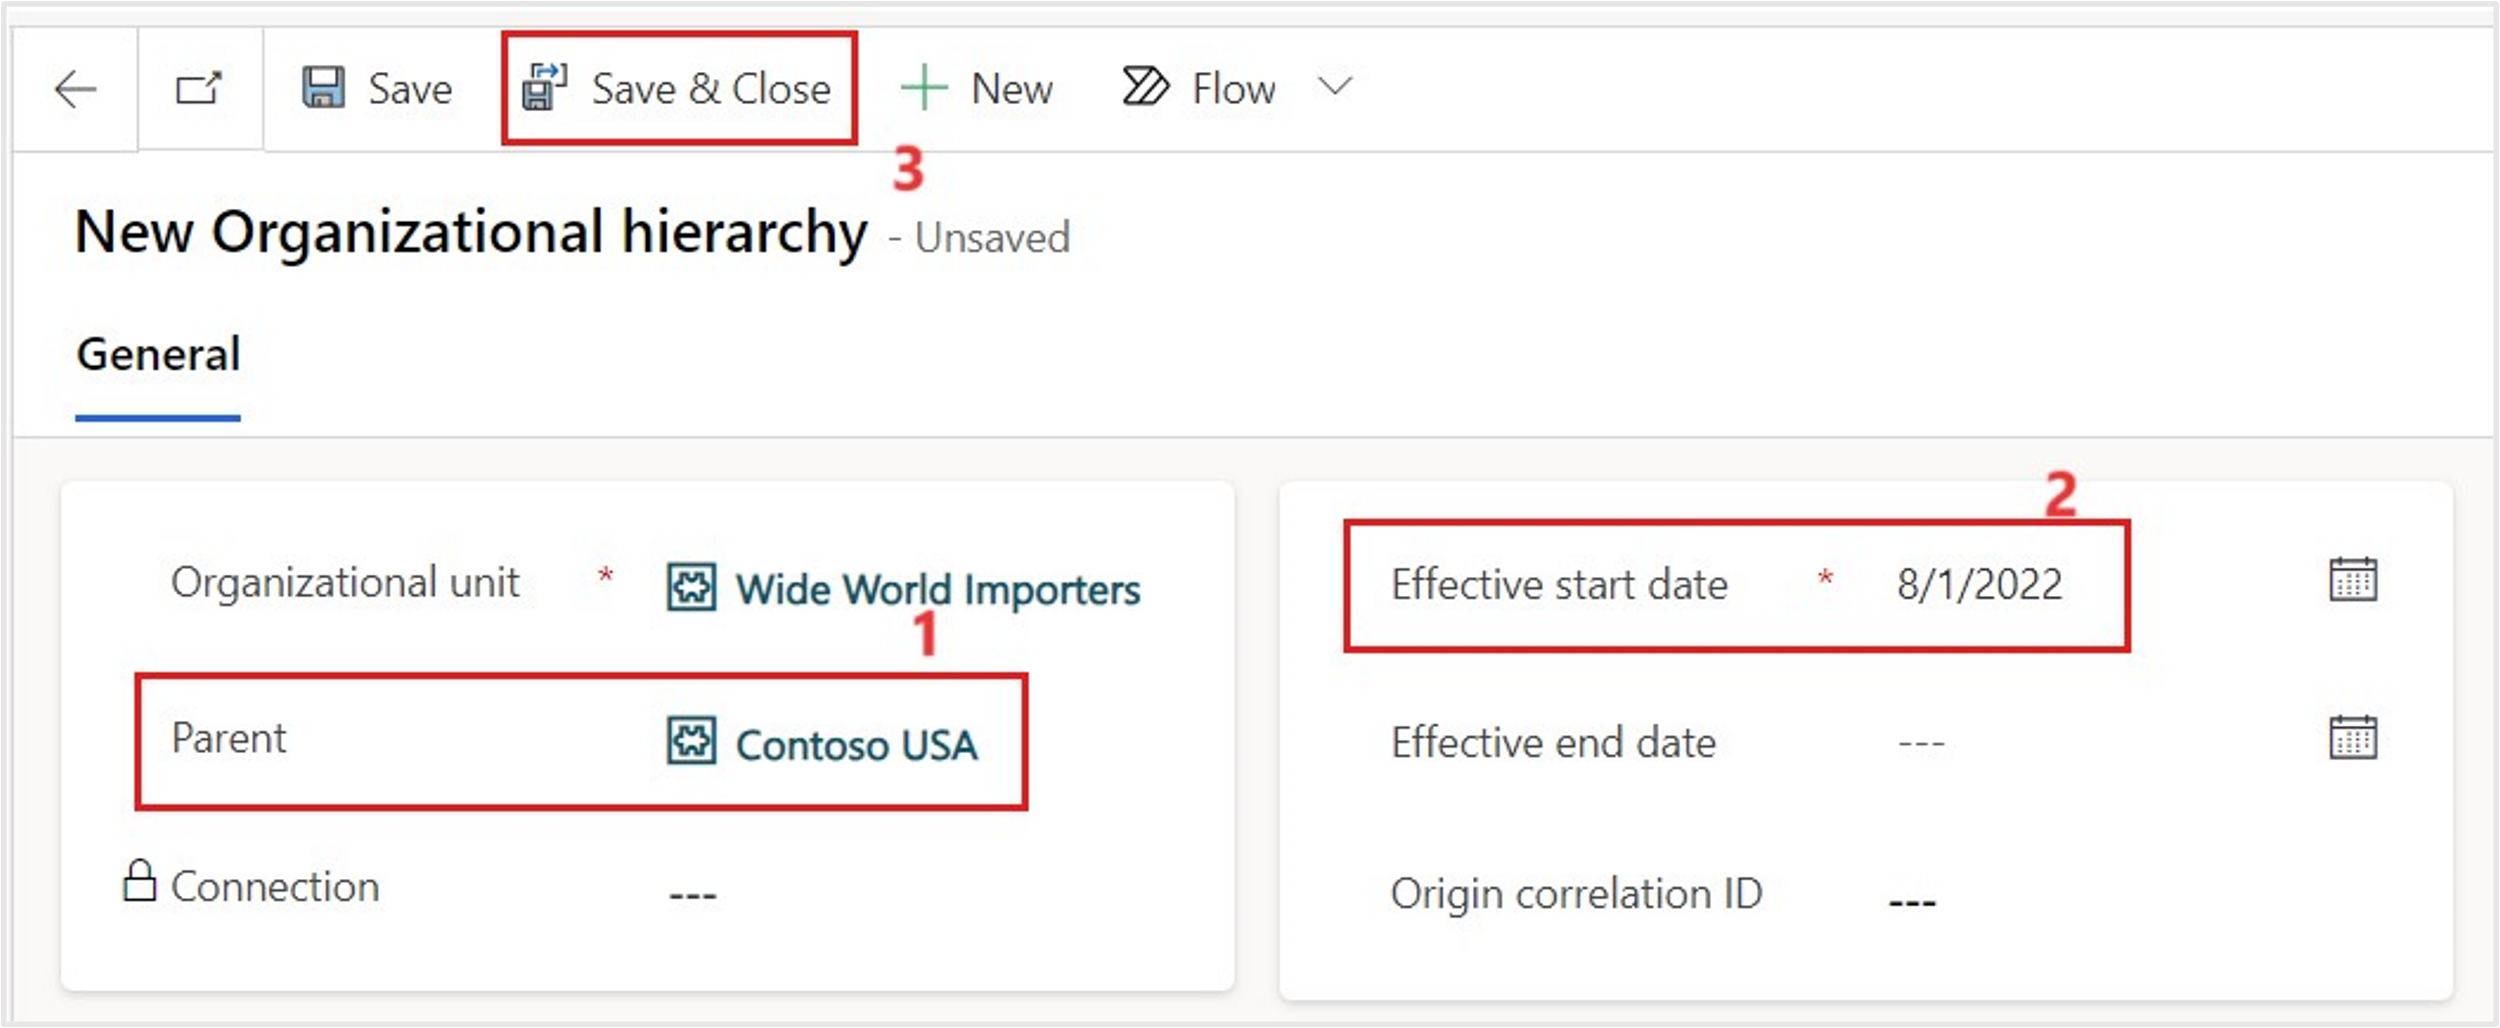 Save
Save & Close
New
Flow
3
New Organizational hierarchy - Unsaved
General
Organizational unit * Wide World Importers
1
Parent Contoso USA
Connection ---
2
Effective start date * 8/1/2022
Effective end date ---
Origin correlation ID ---